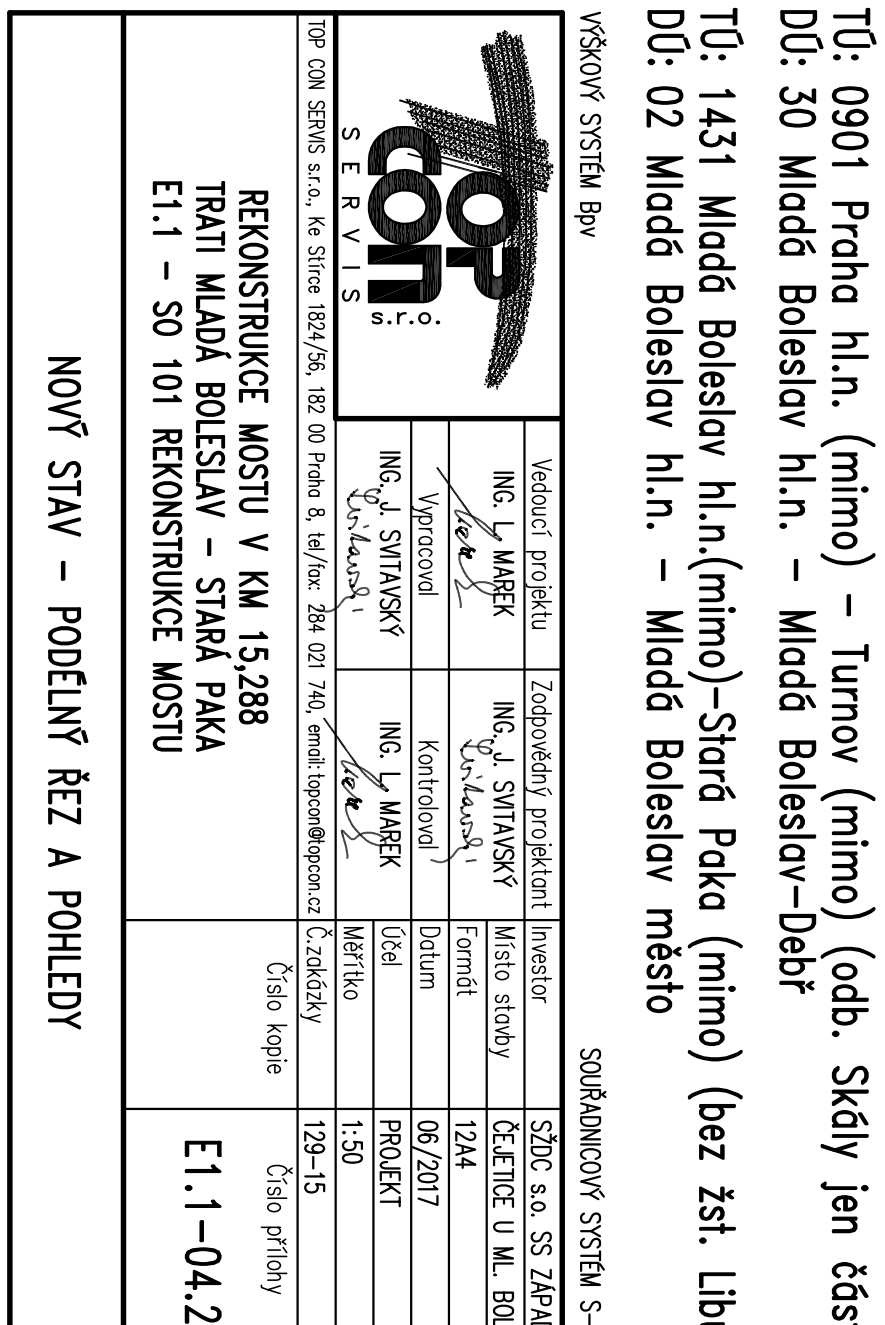 TÚ: 0901 Praha hl.n. (mimo) – Turnov (mimo) (odb. Skály jen
DÚ: 30 Mladá Boleslav hl.n. – Mladá Boleslav–Debř
TÚ: 1431 Mladá Boleslav hl.n.(mimo)–Stará Paka (mimo) (bez žst.
DÚ: 02 Mladá Boleslav hl.n. – Mladá Boleslav město
VÝŠKOVÝ SYSTÉM Bpv
SOUŘADNICOVÝ SYSTÉM S–
TOP
CON
s.r.o.
SERVIS
Vedoucí projektu
Zodpovědný projektant
ING. L. MAREK
ING. J. SVITAVSKÝ
Vypracoval
Kontroloval
ING. J. SVITAVSKÝ
ING. L. MAREK
Investor
SŽDC s.o. SS
Místo stavby
ČEJETICE U ML.
Formát
12A4
Datum
06/2017
Účel
PROJEKT
Měřítko
1:50
TOP CON SERVIS s.r.o., Ke Stírce 1824/56, 182 00 Praha 8, tel/fax: 284 021 740, email: topcon@topcon.cz
Č.zakázky
129–15
REKONSTRUKCE MOSTU V KM 15,288
TRATI MLADÁ BOLESLAV – STARÁ PAKA
E1.1 – SO 101 REKONSTRUKCE MOSTU
Číslo kopie
Číslo přílohy
E1.1–04.2
NOVÝ STAV – PODÉLNÝ ŘEZ A POHLEDY